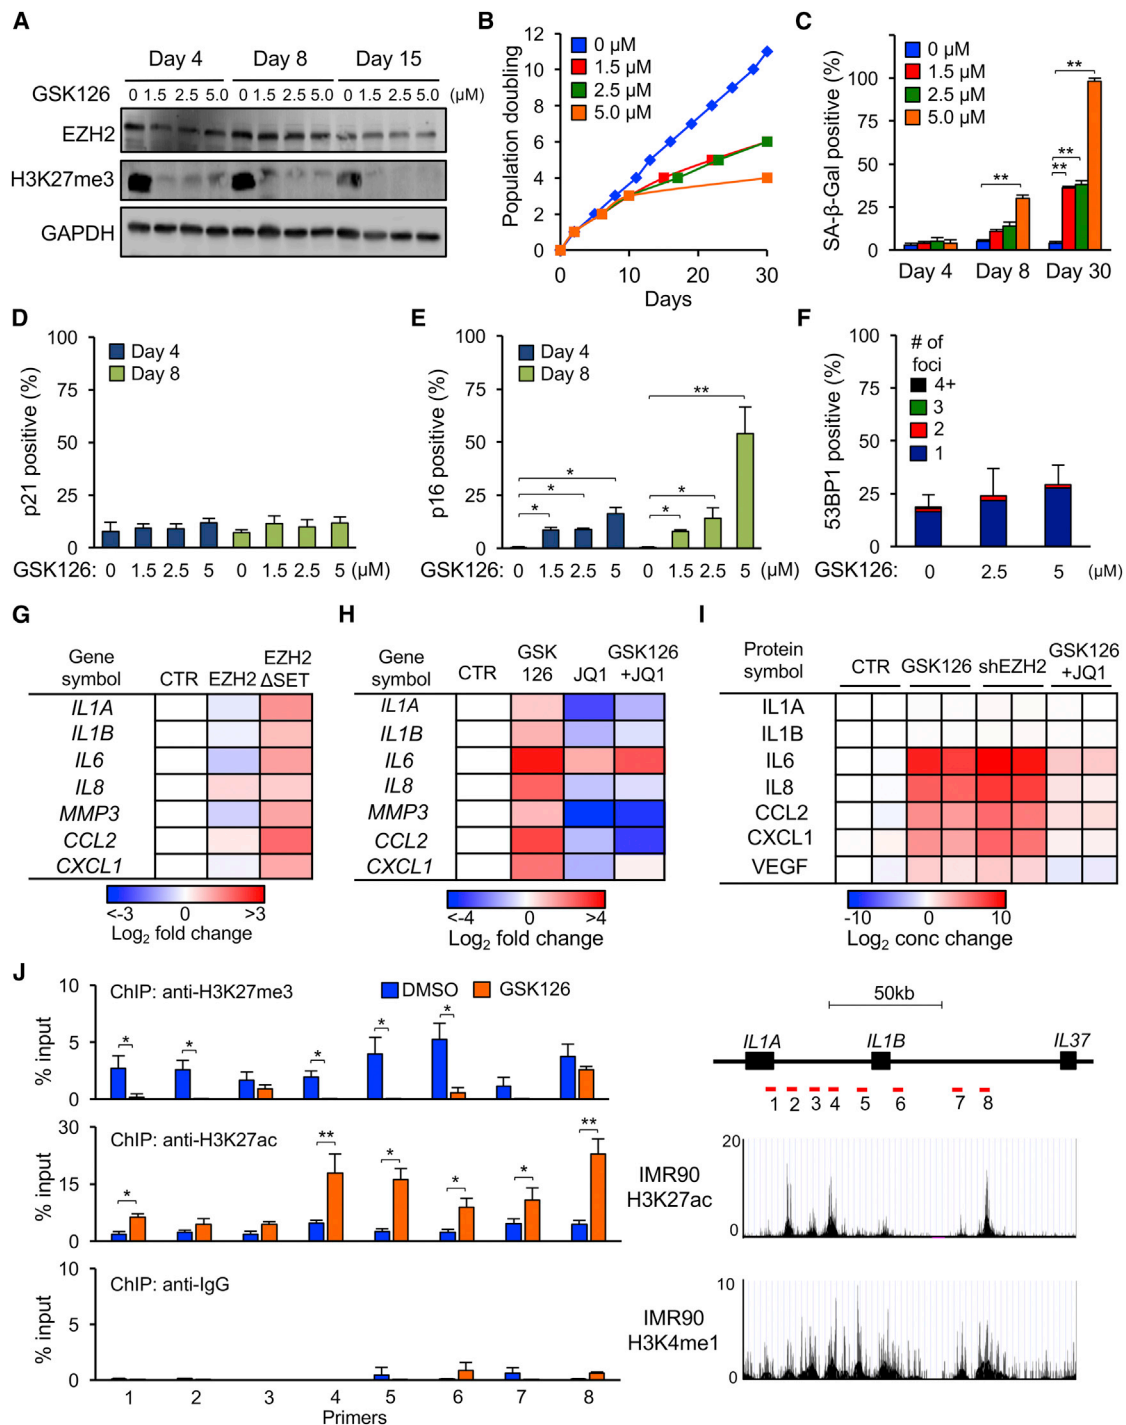 A
Day 4 Day 8 Day 15
GSK126 0 1.5 2.5 5.0 0 1.5 2.5 5.0 0 1.5 2.5 5.0 (μM)
EZH2
H3K27me3
GAPDH
B
Population doubling
12
10
8
6
4
2
0
0 μM
1.5 μM
2.5 μM
5.0 μM
0 10 20 30
Days
C
SA-β-Gal positive (%)
100
75
50
25
0
0 μM
1.5 μM
2.5 μM
5.0 μM
**
**
**
**
Day 4 Day 8 Day 30
D
p21 positive (%)
100
75
50
25
0
Day 4
Day 8
GSK126: 0 1.5 2.5 5 0 1.5 2.5 5 (μM)
E
p16 positive (%)
100
75
50
25
0
Day 4
Day 8
**
*
*
*
*
*
GSK126: 0 1.5 2.5 5 0 1.5 2.5 5 (μM)
F
53BP1 positive (%)
100
75
50
25
0
# of
foci
4+
3
2
1
GSK126: 0 2.5 5 (μM)
G
Gene
symbol CTR EZH2 EZH2
ΔSET
IL1A
IL1B
IL6
IL8
MMP3
CCL2
CXCL1
<-3 0 >3
Log2 fold change
H
Gene
symbol CTR GSK
126 JQ1 GSK126
+JQ1
IL1A
IL1B
IL6
IL8
MMP3
CCL2
CXCL1
<-4 0 >4
Log2 fold change
I
Protein
symbol CTR GSK126 shEZH2 GSK126
+JQ1
IL1A
IL1B
IL6
IL8
CCL2
CXCL1
VEGF
-10 0 10
Log2 conc change
J
ChIP: anti-H3K27me3
DMSO GSK126
% input
10
5
0
* * * * *
ChIP: anti-H3K27ac
% input
30
15
0
* ** * * * **
ChIP: anti-IgG
% input
10
5
0
1 2 3 4 5 6 7 8
Primers
50kb
IL1A IL1B IL37
1 2 3 4 5 6 7 8
IMR90
H3K27ac
20
0
IMR90
H3K4me1
10
0